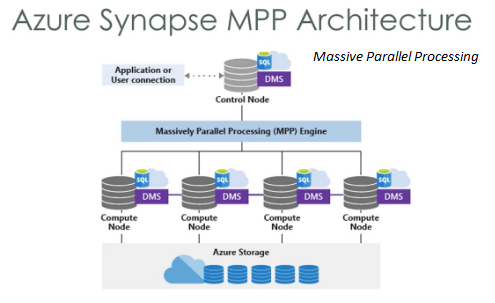 Azure Synapse MPP Architecture
Massive Parallel Processing
Application or
User connection
SQL
DMS
Control Node
Massively Parallel Processing (MPP) Engine
SQL
SQL
SQL
SQL
DMS
DMS
DMS
DMS
Compute
Node
Compute
Node
Compute
Node
Compute
Node
Azure Storage